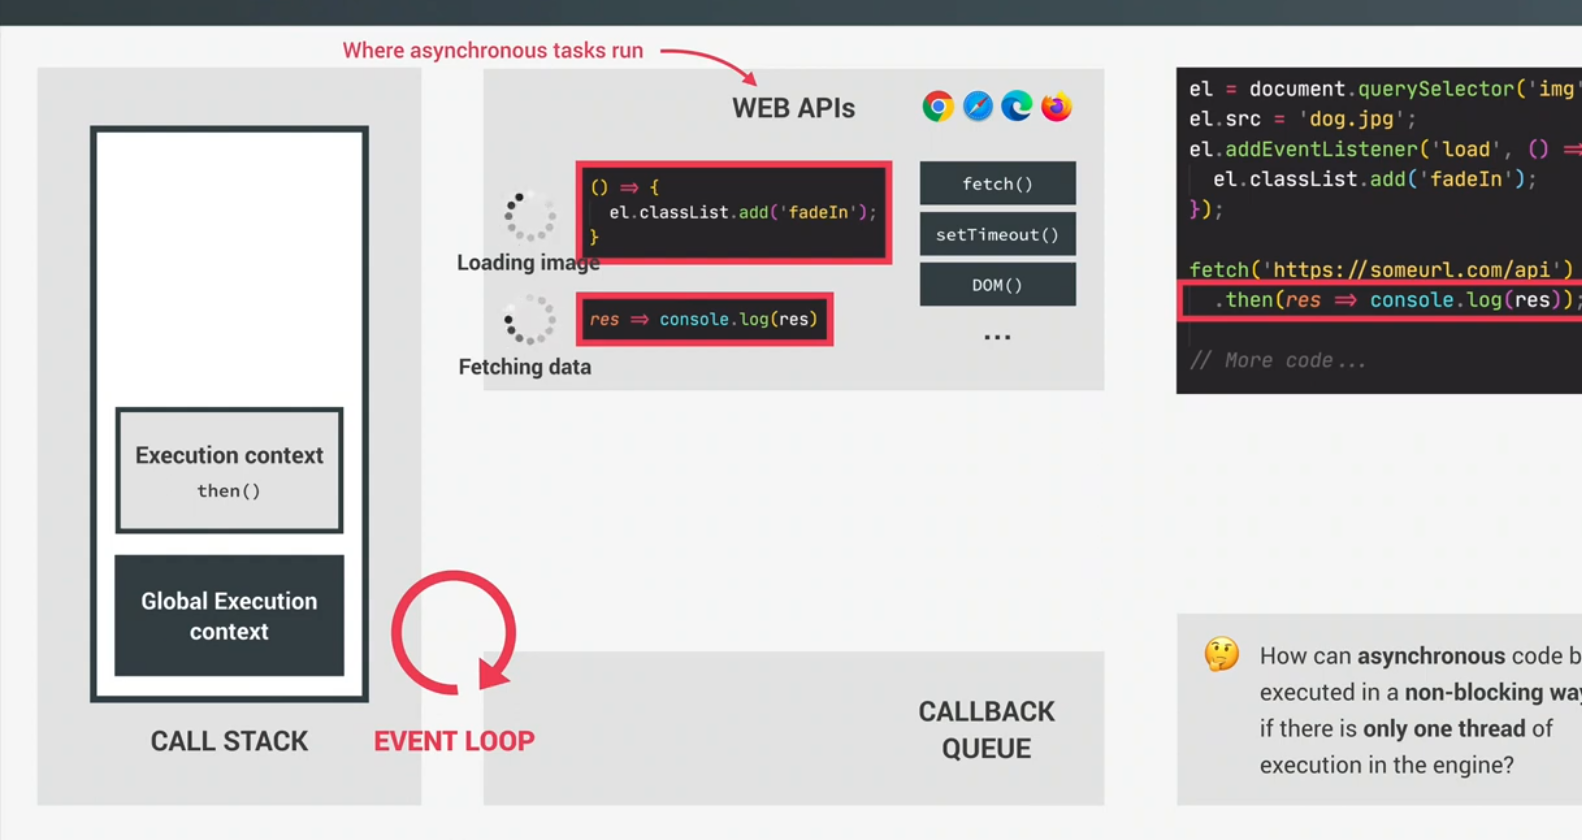 Where asynchronous tasks run
WEB APIs
() => {
el.classList.add('fadeIn');
}
Loading image
res => console.log(res)
Fetching data
fetch()
setTimeout()
DOM()
...
el = document.querySelector('img'
el.src = 'dog.jpg';
el.addEventListener('load', () =>
el.classList.add('fadeIn');
});
fetch('https://someurl.com/api')
.then(res => console.log(res));
// More code...
Execution context
then()
Global Execution
context
CALL STACK
EVENT LOOP
CALLBACK
QUEUE
How can asynchronous code b
executed in a non-blocking way
if there is only one thread of
execution in the engine?